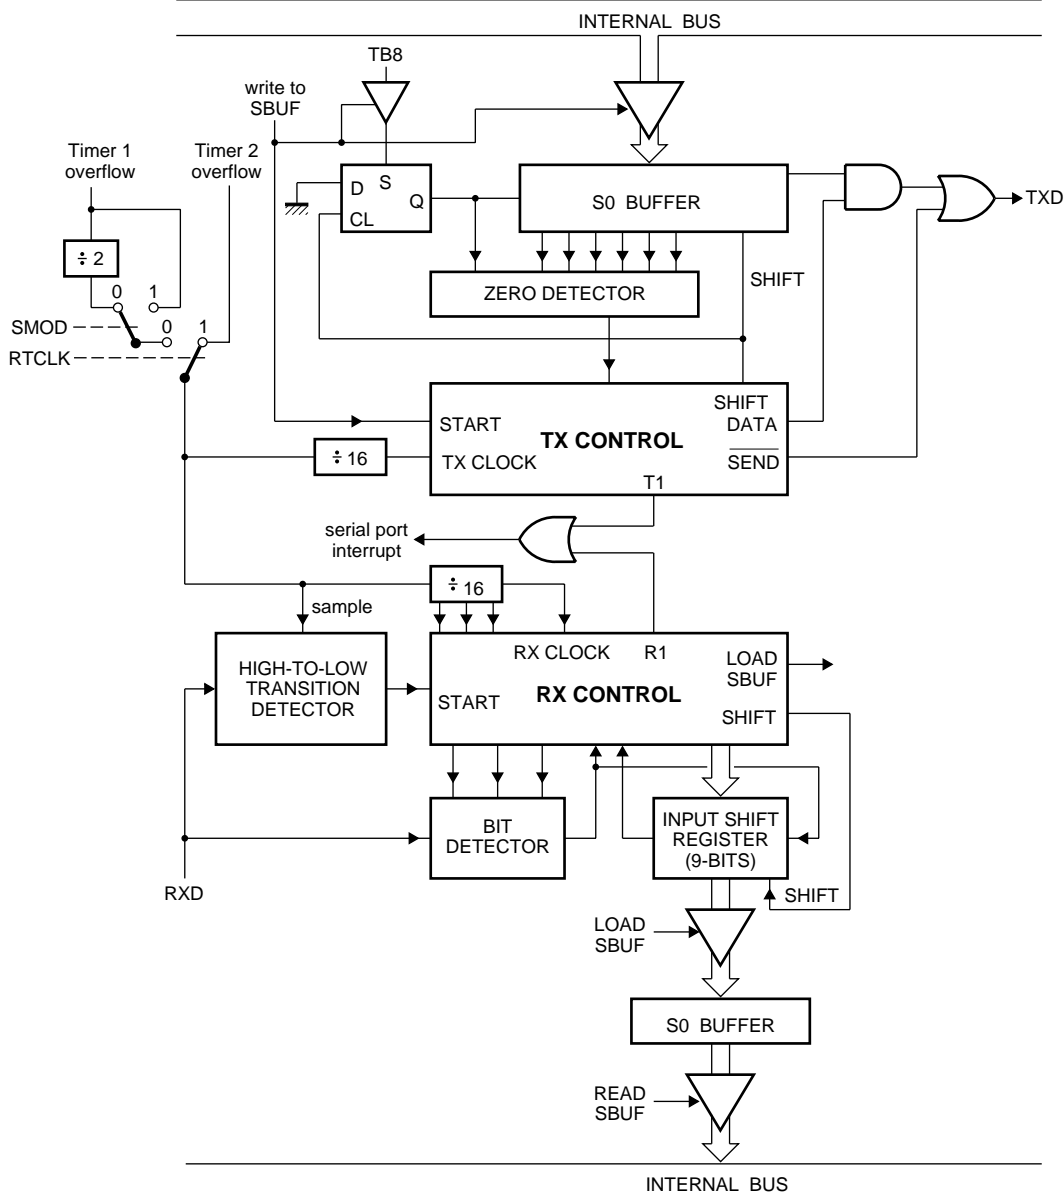 INTERNAL BUS
TB8
write to
SBUF
Timer 1
overflow
Timer 2
overflow
D
S
Q
CL
S0 BUFFER
TXD
÷ 2
ZERO DETECTOR
SHIFT
0
1
SMOD
0
1
RTCLK
START
TX CONTROL
SHIFT
DATA
÷ 16
TX CLOCK
SEND
T1
serial port
interrupt
÷ 16
sample
HIGH-TO-LOW
TRANSITION
DETECTOR
RX CLOCK
R1
LOAD
SBUF
START
RX CONTROL
SHIFT
BIT
DETECTOR
INPUT SHIFT
REGISTER
(9-BITS)
RXD
SHIFT
LOAD
SBUF
S0 BUFFER
READ
SBUF
INTERNAL BUS